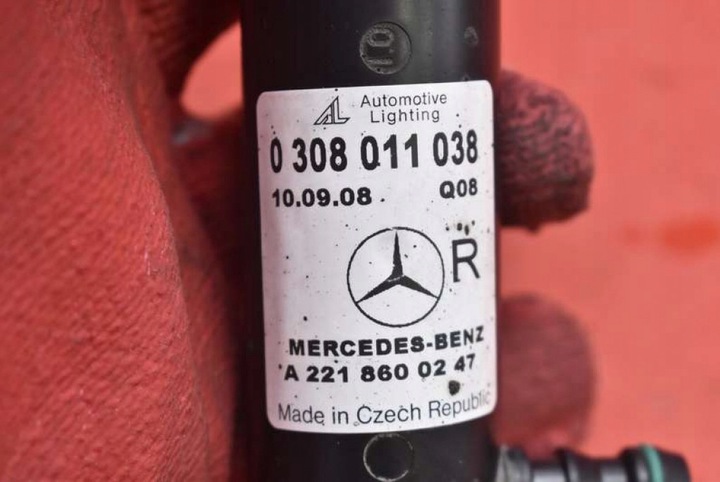 AL Automotive
Lighting
0 308 011 038
10.09.08 Q08
R
MERCEDES-BENZ
A 221 860 02 47
Made in Czech Republic